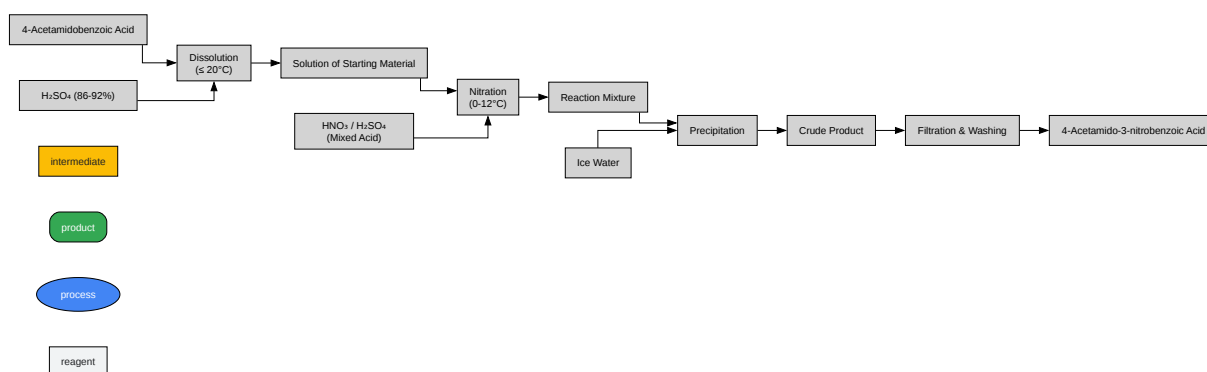 4-Acetamidobenzoic Acid
Dissolution
(≤ 20°C)
Solution of Starting Material
H₂SO₄ (86-92%)
Nitration
(0-12°C)
Reaction Mixture
HNO₃ / H₂SO₄
(Mixed Acid)
Precipitation
Crude Product
Filtration & Washing
4-Acetamido-3-nitrobenzoic Acid
Ice Water
intermediate
product
process
reagent